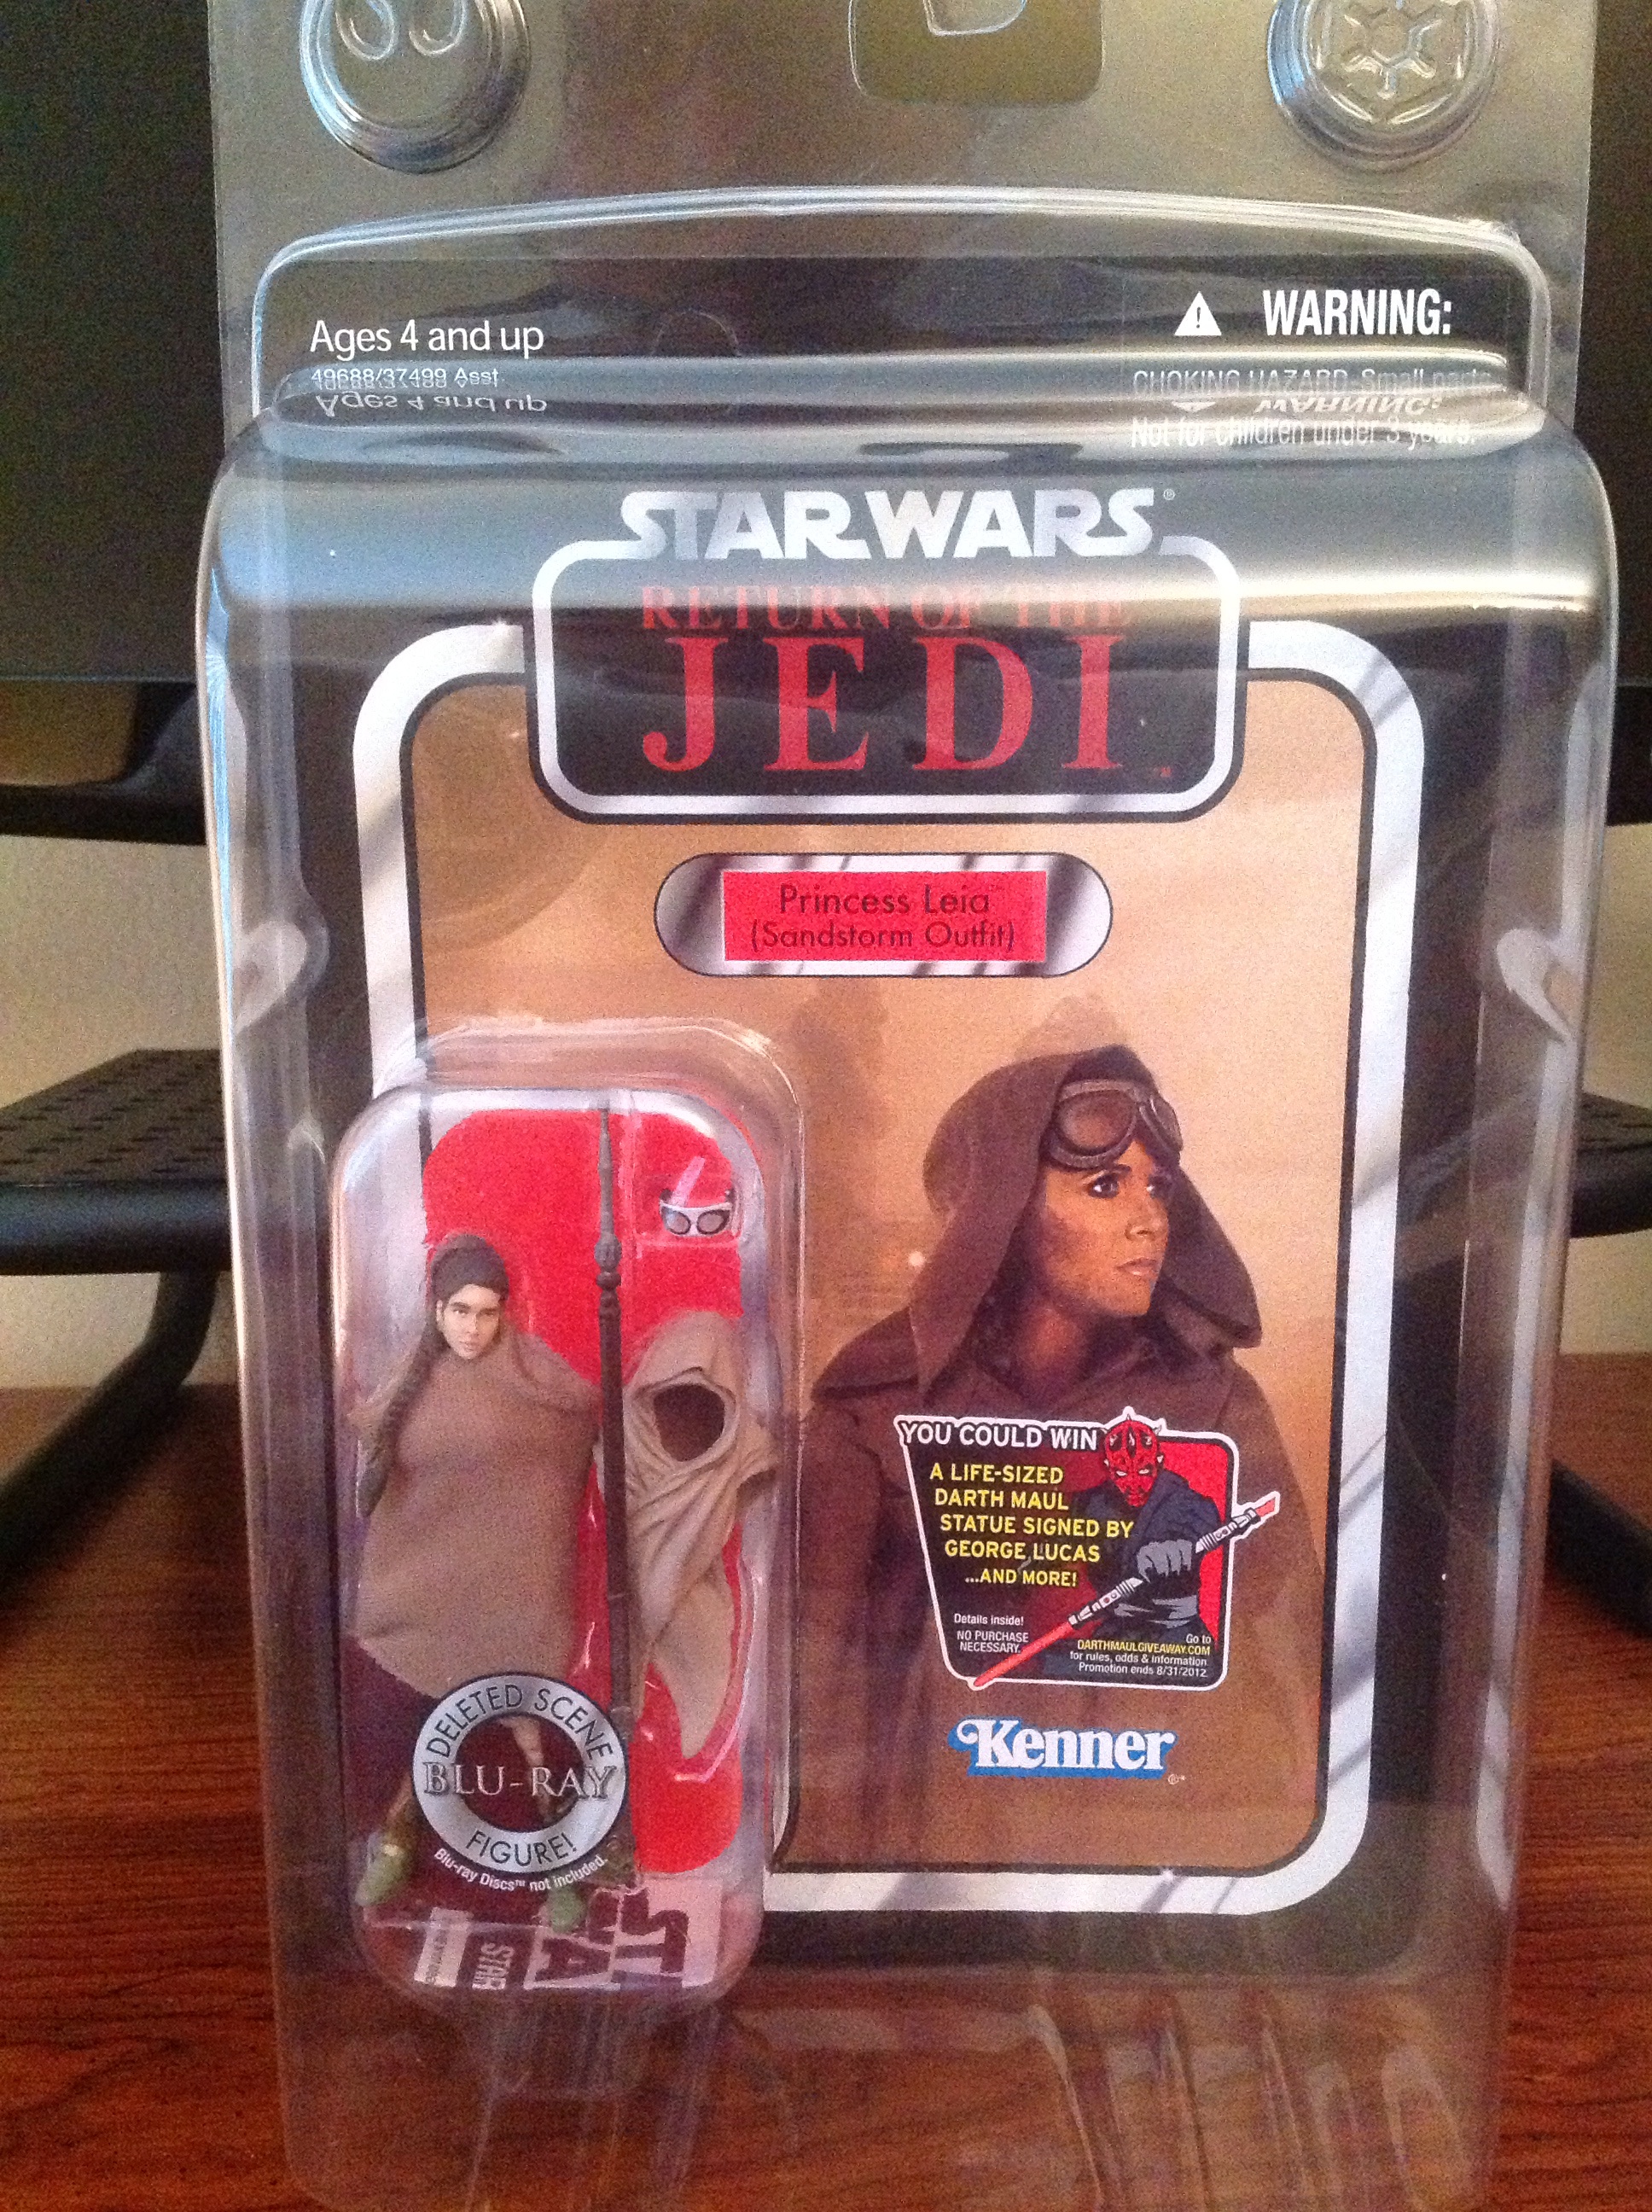 Ages 4 and up
49688/37499 Asst.
WARNING:
CHOKING HAZARD-Small parts
Not for children under 3 years.
STAR WARS®
RETURN OF THE
JEDI
Princess Leia
(Sandstorm Outfit)
YOU COULD WIN
A LIFE-SIZED
DARTH MAUL
STATUE SIGNED BY
GEORGE LUCAS
...AND MORE!
Details inside!
NO PURCHASE
NECESSARY.
Go to
DARTHMAULGIVEAWAY.COM
for rules, odds & information
Promotion ends 8/31/2012
Kenner
DELETED SCENE
BLU-RAY
FIGURE!
Blu-ray Discs™ not included.
STAR